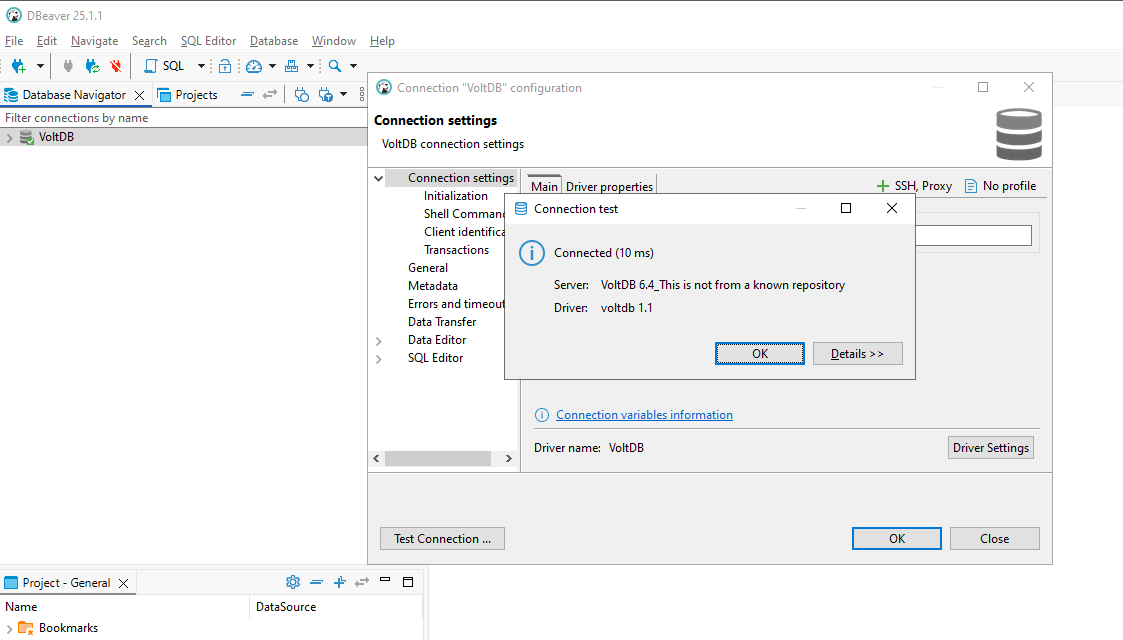 DBeaver 25.1.1
File Edit Navigate Search SQL Editor Database Window Help
SQL
Database Navigator Projects
Filter connections by name
VoltDB
Connection "VoltDB" configuration
Connection settings
VoltDB connection settings
Connection settings
Initialization
Shell Comman
Client identifica
Transactions
General
Metadata
Errors and timeout
Data Transfer
Data Editor
SQL Editor
Main Driver properties
SSH, Proxy No profile
Connection test
Connected (10 ms)
Server: VoltDB 6.4_This is not from a known repository
Driver: voltdb 1.1
OK Details >>
Connection variables information
Driver name: VoltDB Driver Settings
Test Connection ... OK Close
Project - General
Name DataSource
Bookmarks